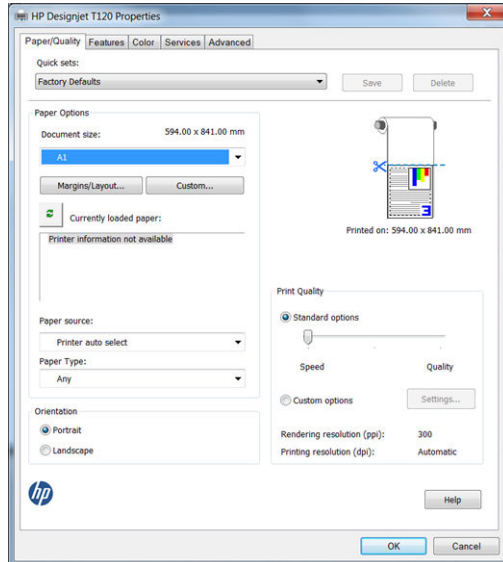 HP Designjet T120 Properties
Paper/Quality Features Color Services Advanced
Quick sets:
Factory Defaults
Save Delete
Paper Options
Document size: 594.00 x 841.00 mm
A1
Margins/Layout... Custom...
Currently loaded paper:
Printer information not available
Paper source:
Printer auto select
Paper Type:
Any
Orientation
Portrait
Landscape
3
Printed on: 594.00 x 841.00 mm
Print Quality
Standard options
Speed Quality
Custom options Settings...
Rendering resolution (ppi): 300
Printing resolution (dpi): Automatic
hp
Help
OK Cancel